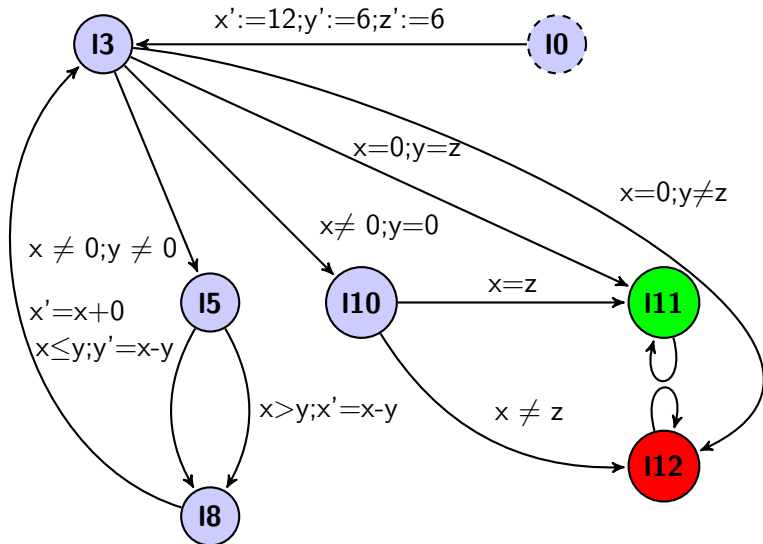 x':=12;y':=6;z':=6
l3
l0
x=0;y=z
x=0;y≠z
x≠ 0;y=0
x ≠ 0;y ≠ 0
x=z
x'=x+0
l5
l10
l11
x≤y;y'=x-y
x>y;x'=x-y
x ≠ z
l12
l8